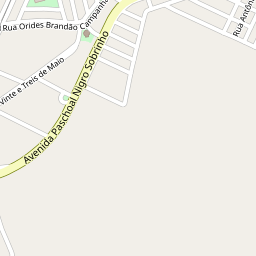 Rua Orides Brandão Campanha
Rua Antôni
Vinte e Treis de Maio
Avenida Paschoal Nigro Sobrinho